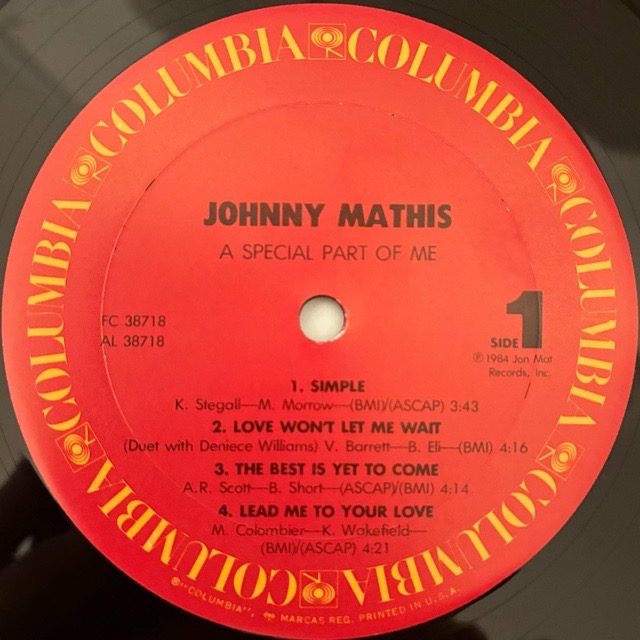 COLUMBIA COLUMBIA COLUMBIA COLUMBIA COLUMBIA COLUMBIA
JOHNNY MATHIS
A SPECIAL PART OF ME
FC 38718
AL 38718
SIDE 1
℗ 1984 Jon Mat
Records, Inc.
1. SIMPLE
K. Stegall—M. Morrow—(BMI)/(ASCAP) 3:43
2. LOVE WON'T LET ME WAIT
(Duet with Deniece Williams) V. Barrett—B. Eli—(BMI) 4:16
3. THE BEST IS YET TO COME
A.R. Scott—B. Short—(ASCAP)/(BMI) 4:14
4. LEAD ME TO YOUR LOVE
M. Colombier—K. Wakefield—
(BMI)/(ASCAP) 4:21
©"COLUMBIA", MARCAS REG. PRINTED IN U.S.A.